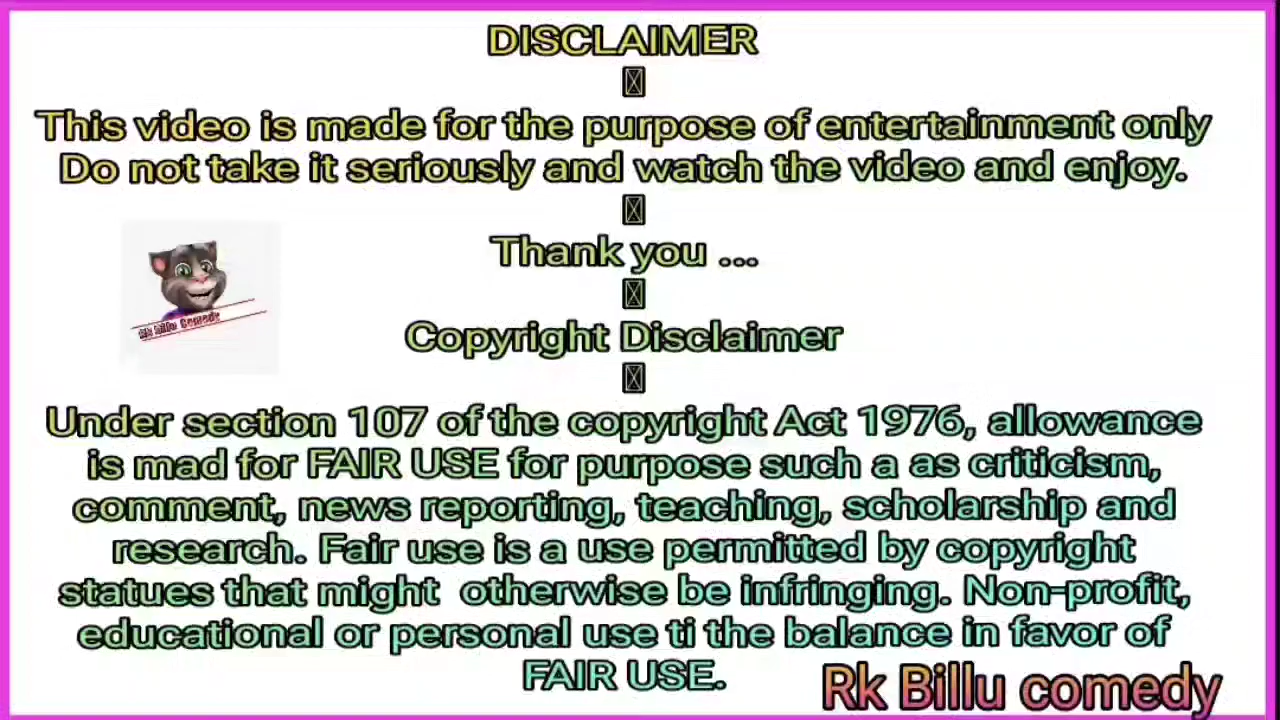 DISCLAIMER
This video is made for the purpose of entertainment only
Do not take it seriously and watch the video and enjoy.
Thank you ...
Rk Billu Comedy
Copyright Disclaimer
Under section 107 of the copyright Act 1976, allowance
is mad for FAIR USE for purpose such a as criticism,
comment, news reporting, teaching, scholarship and
research. Fair use is a use permitted by copyright
statues that might  otherwise be infringing. Non-profit,
educational or personal use ti the balance in favor of
FAIR USE.
Rk Billu comedy